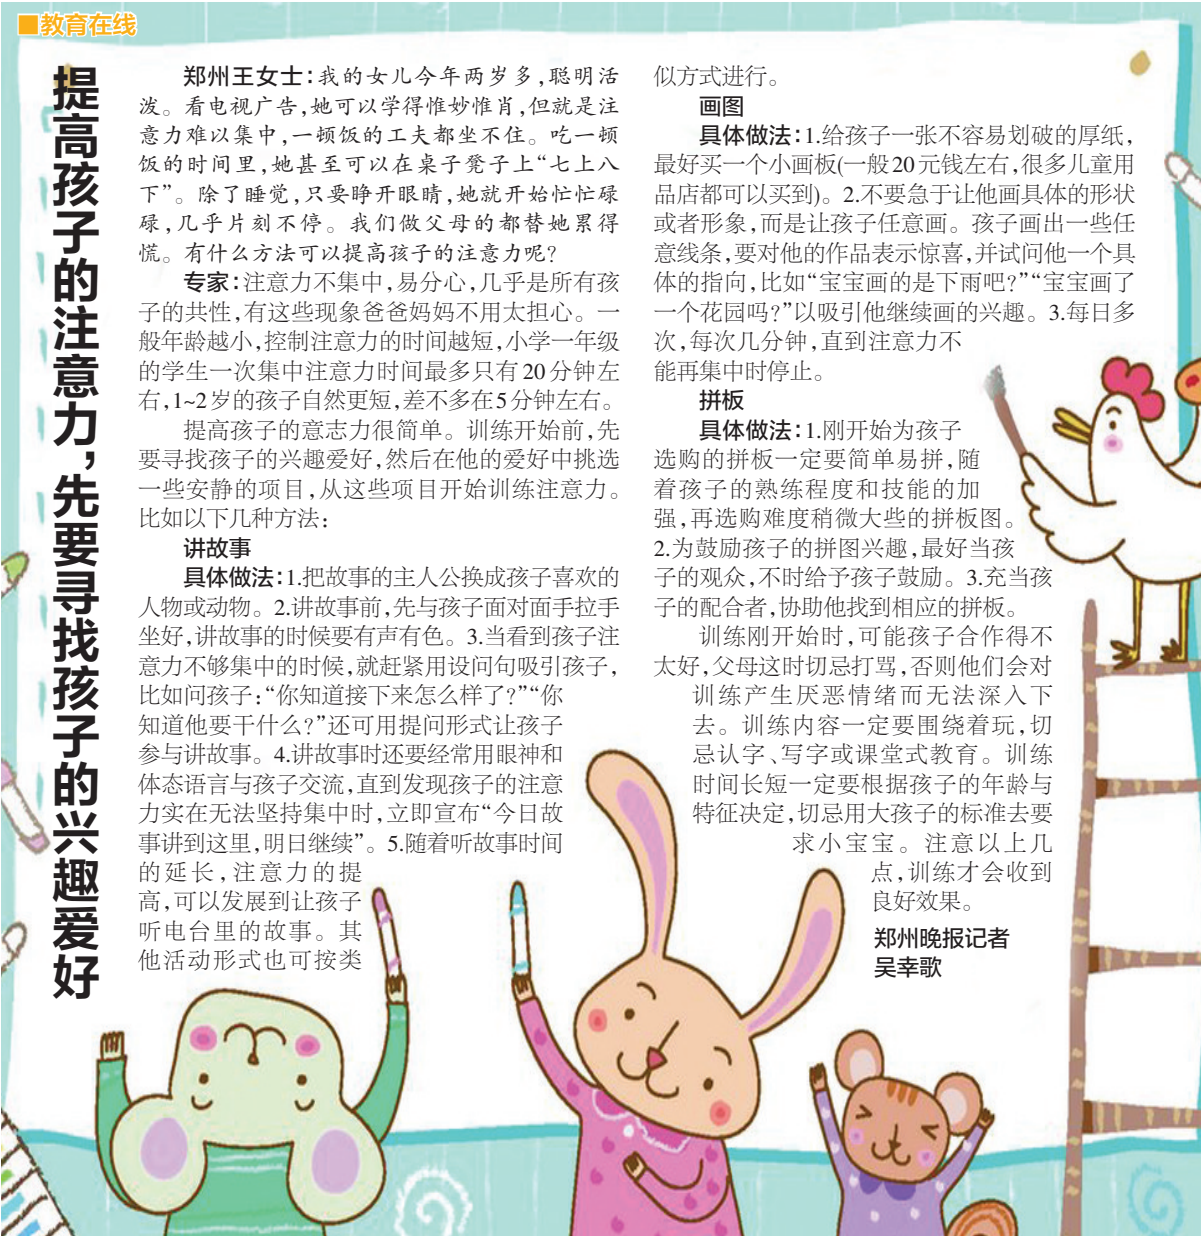 ■教育在线
提高孩子的注意力,先要寻找孩子的兴趣爱好
郑州王女士:我的女儿今年两岁多,聪明活
泼。看电视广告,她可以学得惟妙惟肖,但就是注
意力难以集中,一顿饭的工夫都坐不住。吃一顿
饭的时间里,她甚至可以在桌子凳子上“七上八
下”。除了睡觉,只要睁开眼睛,她就开始忙忙碌
碌,几乎片刻不停。我们做父母的都替她累得
慌。有什么方法可以提高孩子的注意力呢?
专家:注意力不集中,易分心,几乎是所有孩
子的共性,有这些现象爸爸妈妈不用太担心。一
般年龄越小,控制注意力的时间越短,小学一年级
的学生一次集中注意力时间最多只有20分钟左
右,1~2岁的孩子自然更短,差不多在5分钟左右。
提高孩子的意志力很简单。训练开始前,先
要寻找孩子的兴趣爱好,然后在他的爱好中挑选
一些安静的项目,从这些项目开始训练注意力。
比如以下几种方法:
讲故事
具体做法:1.把故事的主人公换成孩子喜欢的
人物或动物。2.讲故事前,先与孩子面对面手拉手
坐好,讲故事的时候要有声有色。3.当看到孩子注
意力不够集中的时候,就赶紧用设问句吸引孩子,
比如问孩子:“你知道接下来怎么样了?”“你
知道他要干什么?”还可用提问形式让孩子
参与讲故事。4.讲故事时还要经常用眼神和
体态语言与孩子交流,直到发现孩子的注意
力实在无法坚持集中时,立即宣布“今日故
事讲到这里,明日继续”。5.随着听故事时间
的延长,注意力的提
高,可以发展到让孩子
听电台里的故事。其
他活动形式也可按类
似方式进行。
画图
具体做法:1.给孩子一张不容易划破的厚纸,
最好买一个小画板(一般20元钱左右,很多儿童用
品店都可以买到)。2.不要急于让他画具体的形状
或者形象,而是让孩子任意画。孩子画出一些任
意线条,要对他的作品表示惊喜,并试问他一个具
体的指向,比如“宝宝画的是下雨吧?”“宝宝画了
一个花园吗?”以吸引他继续画的兴趣。3.每日多
次,每次几分钟,直到注意力不
能再集中时停止。
拼板
具体做法:1.刚开始为孩子
选购的拼板一定要简单易拼,随
着孩子的熟练程度和技能的加
强,再选购难度稍微大些的拼板图。
2.为鼓励孩子的拼图兴趣,最好当孩
子的观众,不时给予孩子鼓励。3.充当孩
子的配合者,协助他找到相应的拼板。
训练刚开始时,可能孩子合作得不
太好,父母这时切忌打骂,否则他们会对
训练产生厌恶情绪而无法深入下
去。训练内容一定要围绕着玩,切
忌认字、写字或课堂式教育。训练
时间长短一定要根据孩子的年龄与
特征决定,切忌用大孩子的标准去要
求小宝宝。注意以上几
点,训练才会收到
良好效果。
郑州晚报记者
吴幸歌